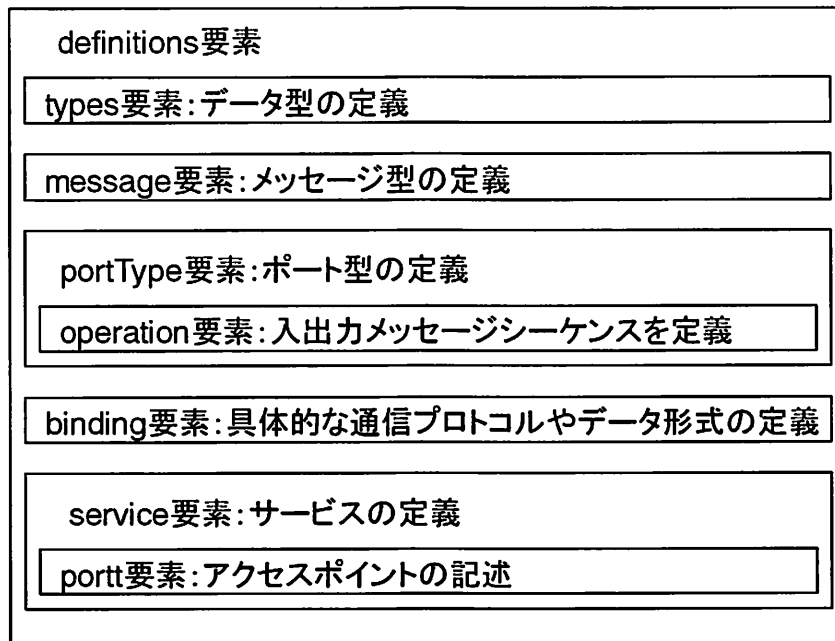 definitions要素
types要素:データ型の定義
message要素:メッセージ型の定義
portType要素:ポート型の定義
operation要素:入出力メッセージシーケンスを定義
binding要素:具体的な通信プロトコルやデータ形式の定義
service要素:サービスの定義
portt要素:アクセスポイントの記述